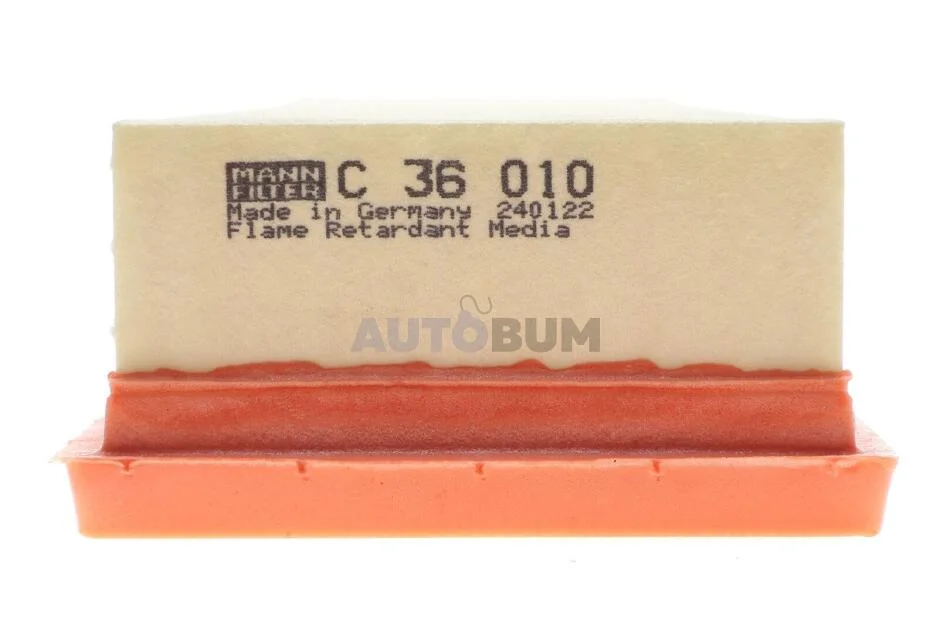 MANN FILTER C 36 010
Made in Germany 240122
Flame Retardant Media
AUTOBUM